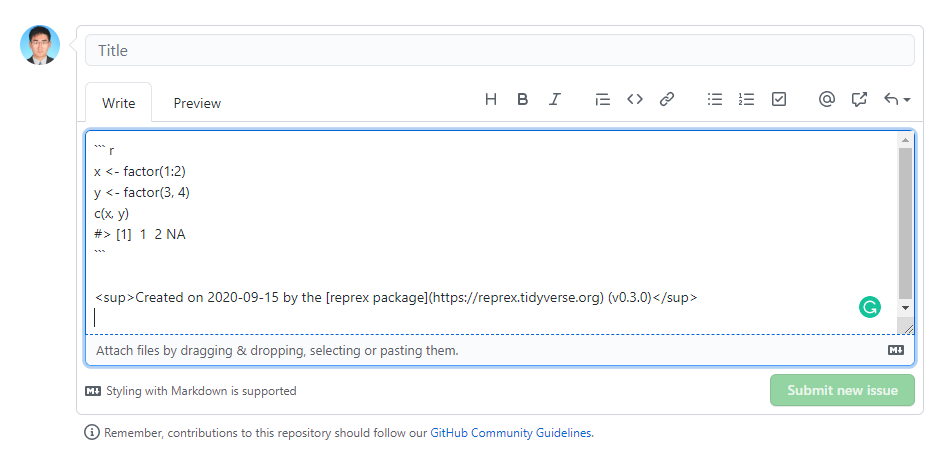 Title
Write Preview
``` r
x <- factor(1:2)
y <- factor(3, 4)
c(x, y)
#> [1]  1  2 NA
```
<sup>Created on 2020-09-15 by the [reprex package](https://reprex.tidyverse.org) (v0.3.0)</sup>
Attach files by dragging & dropping, selecting or pasting them.
Styling with Markdown is supported
Submit new issue
Remember, contributions to this repository should follow our GitHub Community Guidelines.